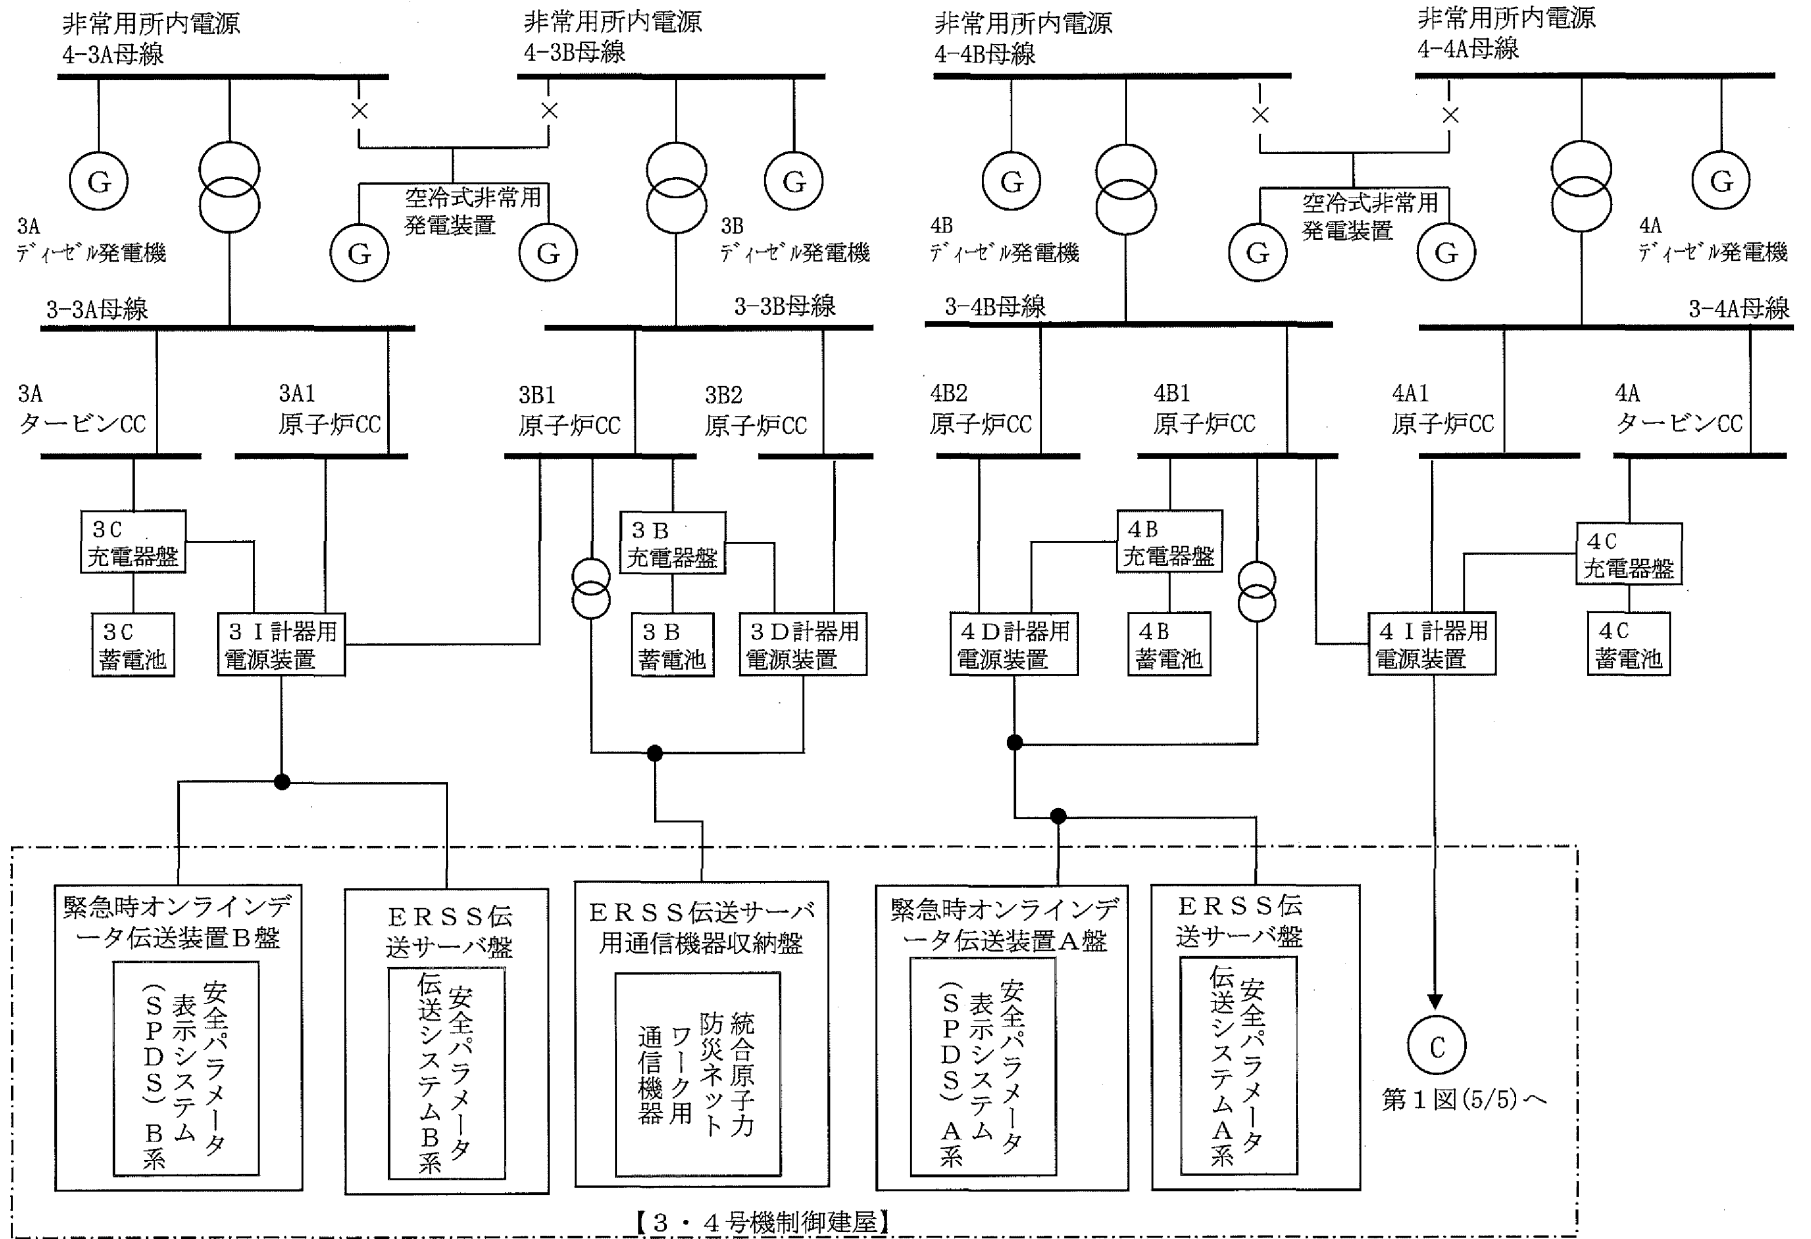 非常用所内電源
4-3A母線
非常用所内電源
4-3B母線
非常用所内電源
4-4B母線
非常用所内電源
4-4A母線
×
×
×
×
G
3A
ディーゼル発電機
空冷式非常用
発電装置
G
G
G
3B
ディーゼル発電機
G
4B
ディーゼル発電機
空冷式非常用
発電装置
G
G
G
4A
ディーゼル発電機
3-3A母線
3-3B母線
3-4B母線
3-4A母線
3A
タービンCC
3A1
原子炉CC
3B1
原子炉CC
3B2
原子炉CC
4B2
原子炉CC
4B1
原子炉CC
4A1
原子炉CC
4A
タービンCC
3C
充電器盤
3B
充電器盤
4B
充電器盤
4C
充電器盤
3C
蓄電池
3I計器用
電源装置
3B
蓄電池
3D計器用
電源装置
4D計器用
電源装置
4B
蓄電池
4I計器用
電源装置
4C
蓄電池
緊急時オンラインデ
ータ伝送装置B盤
安全パラメータ
表示システム
(SPDS)B系
ERSS伝
送サーバ盤
安全パラメータ
伝送システムB系
ERSS伝送サーバ
用通信機器収納盤
統合原子力
防災ネット
ワーク用
通信機器
緊急時オンラインデ
ータ伝送装置A盤
安全パラメータ
表示システム
(SPDS)A系
ERSS伝
送サーバ盤
安全パラメータ
伝送システムA系
C
第1図(5/5)へ
【3・4号機制御建屋】